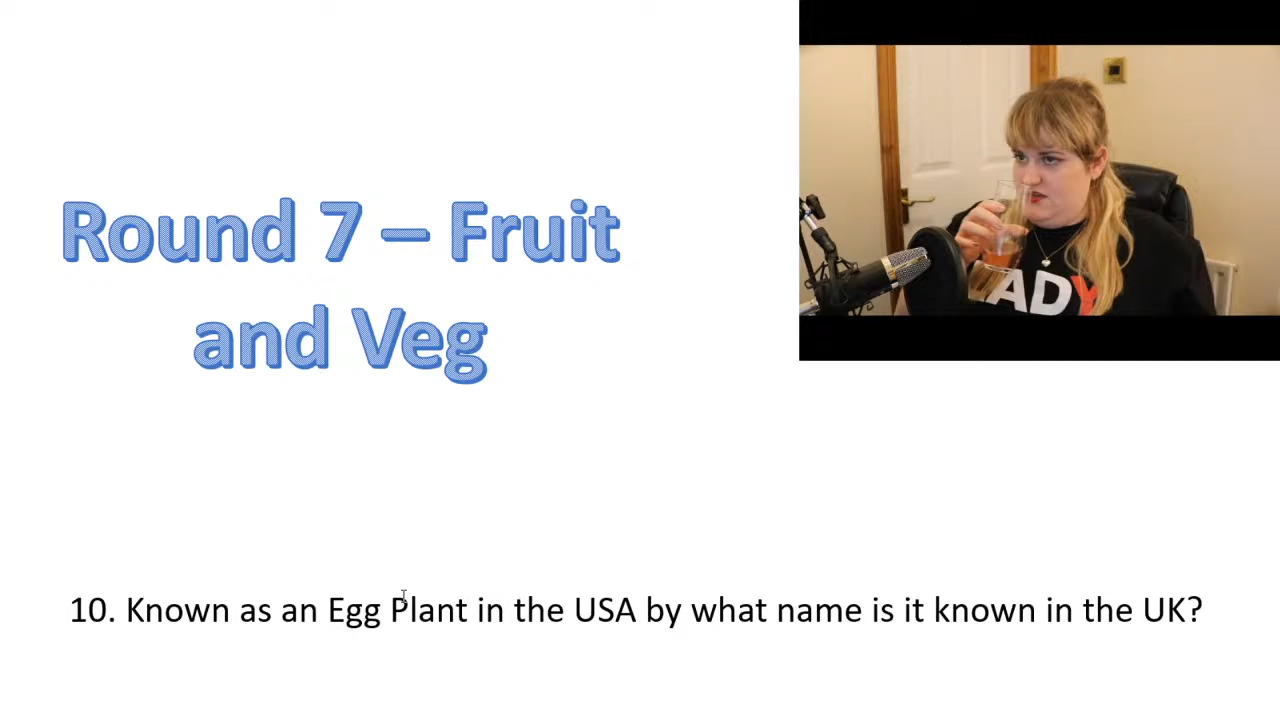 Round 7 – Fruit
and Veg
ADY
10. Known as an Egg Plant in the USA by what name is it known in the UK?